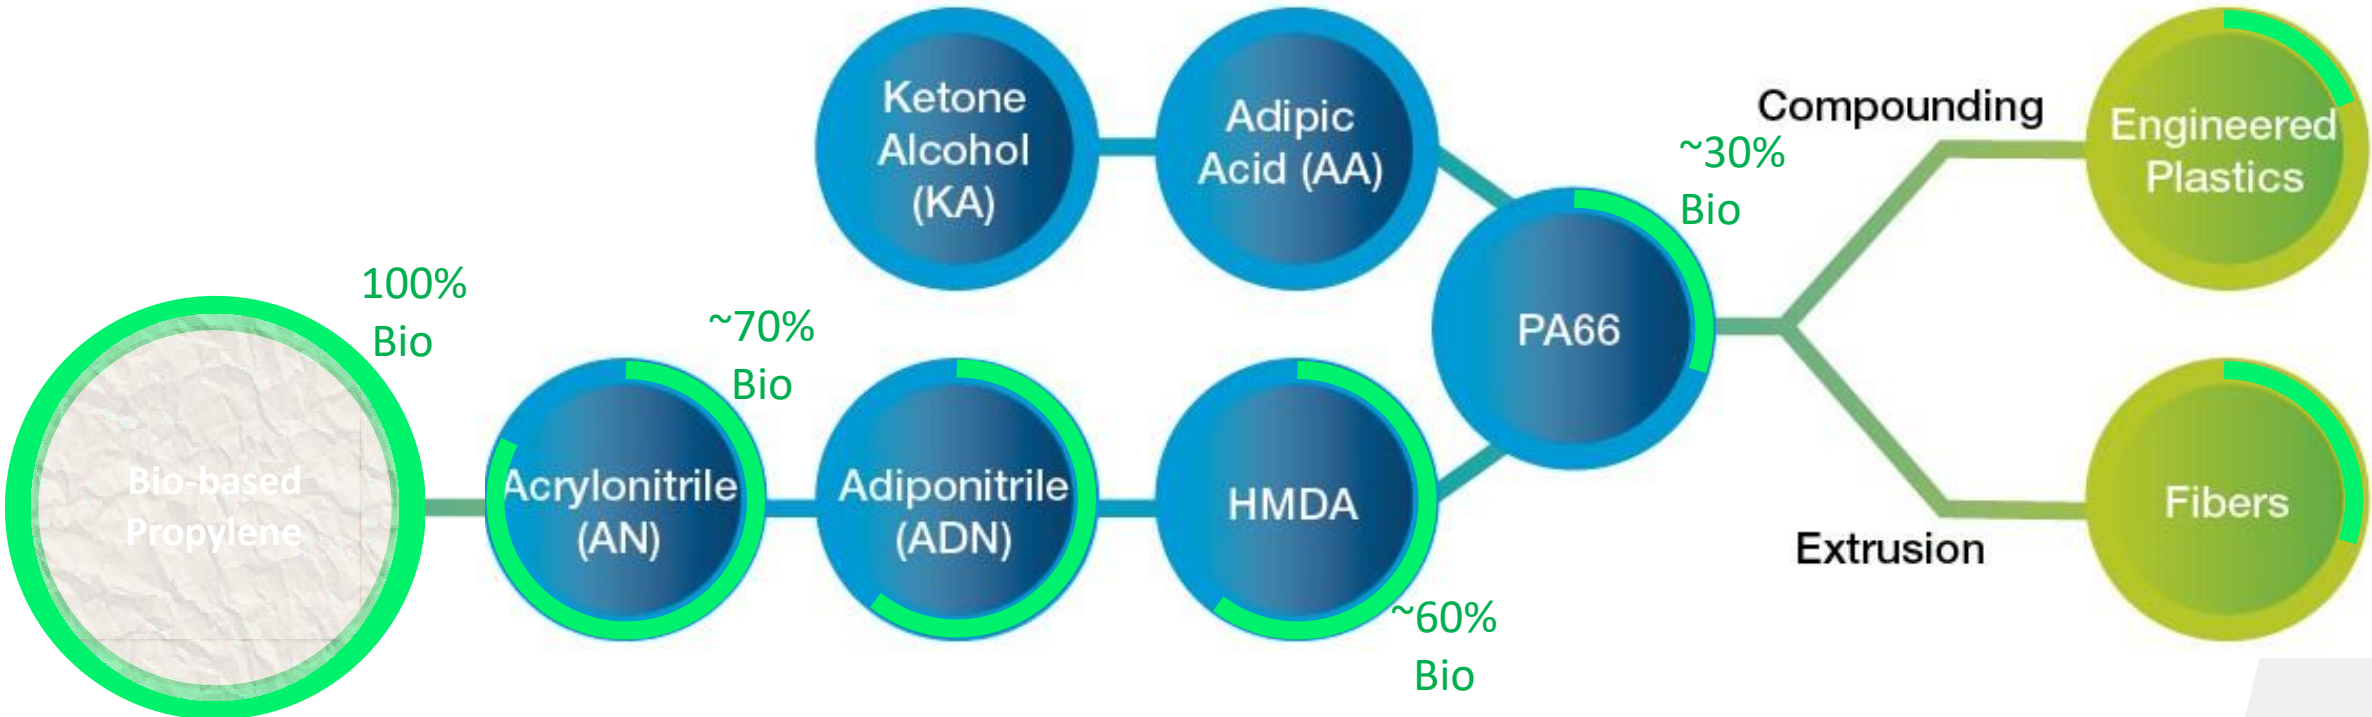 Ketone
Alcohol
(KA)
Adipic
Acid (AA)
Compounding
Engineered
Plastics
~30%
Bio
100%
Bio
~70%
Bio
PA66
Bio-based
Propylene
Acrylonitrile
(AN)
Adiponitrile
(ADN)
HMDA
Fibers
Extrusion
~60%
Bio